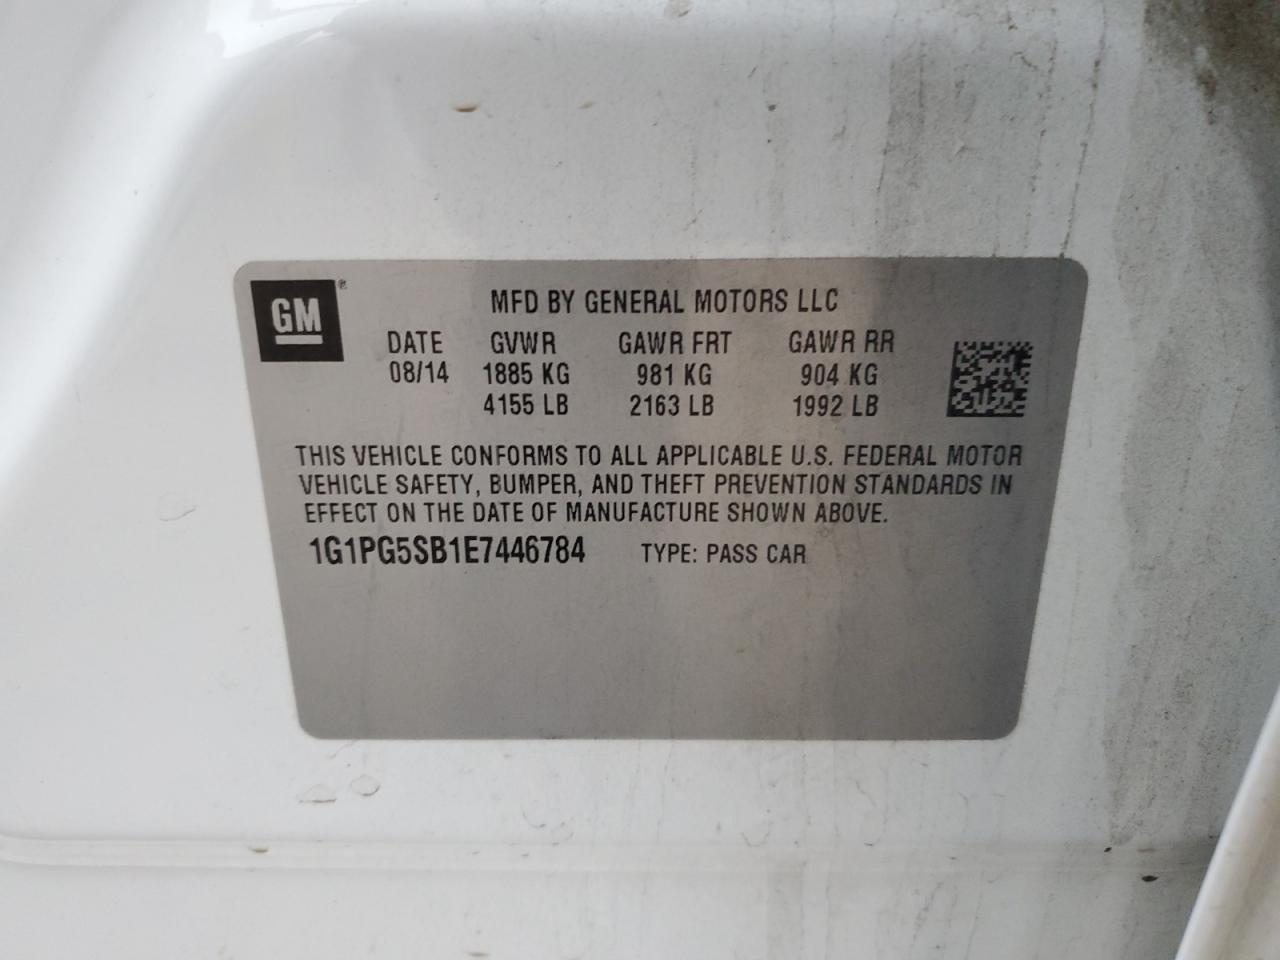 GM®
MFD BY GENERAL MOTORS LLC
DATE GVWR GAWR FRT GAWR RR
08/14 1885 KG 981 KG 904 KG
4155 LB 2163 LB 1992 LB
THIS VEHICLE CONFORMS TO ALL APPLICABLE U.S. FEDERAL MOTOR
VEHICLE SAFETY, BUMPER, AND THEFT PREVENTION STANDARDS IN
EFFECT ON THE DATE OF MANUFACTURE SHOWN ABOVE.
1G1PG5SB1E7446784 TYPE: PASS CAR